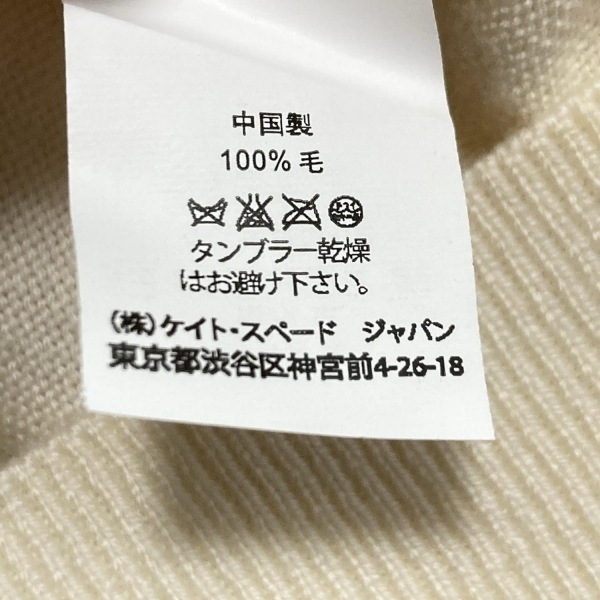 中国製
100% 毛
タンブラー乾燥
はお避け下さい。
(株)ケイト・スペード ジャパン
東京都渋谷区神宮前4-26-18